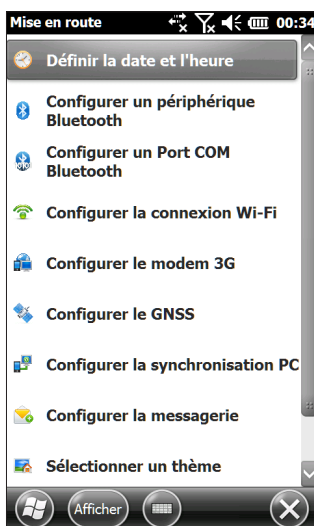 Mise en route 00:34
Définir la date et l'heure
Configurer un périphérique
Bluetooth
Configurer un Port COM
Bluetooth
Configurer la connexion Wi-Fi
Configurer le modem 3G
Configurer le GNSS
Configurer la synchronisation PC
Configurer la messagerie
Sélectionner un thème
Afficher